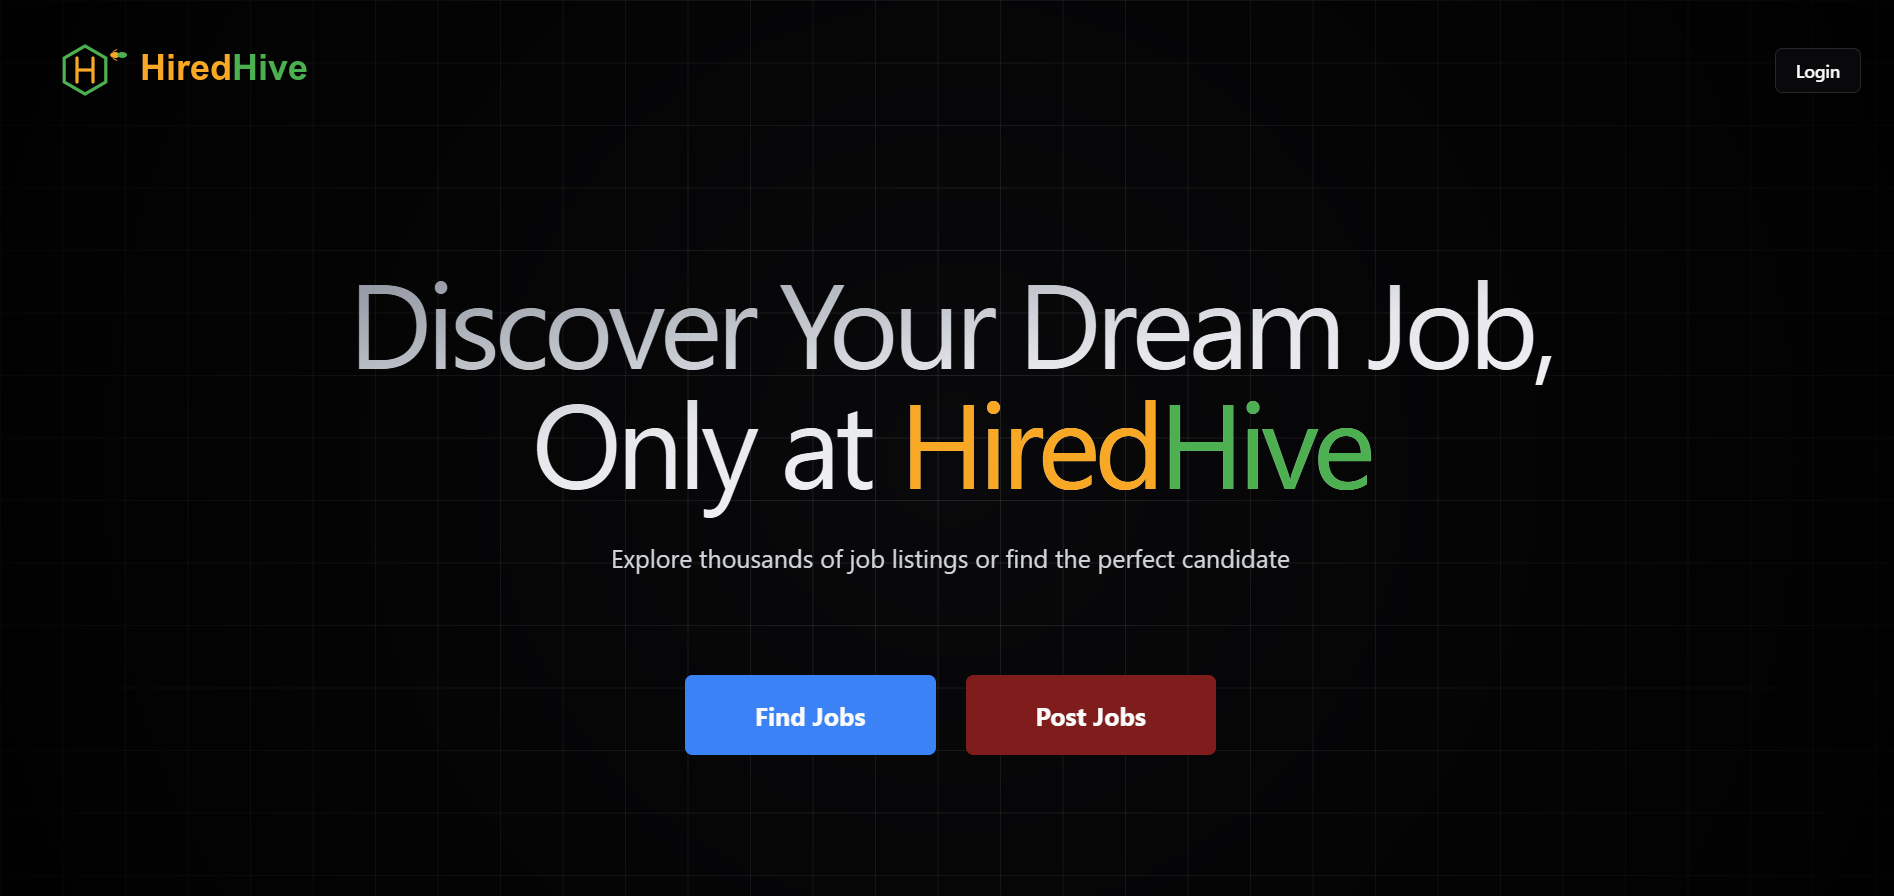 H HiredHive
Login
Discover Your Dream Job,
Only at HiredHive
Explore thousands of job listings or find the perfect candidate
Find Jobs
Post Jobs